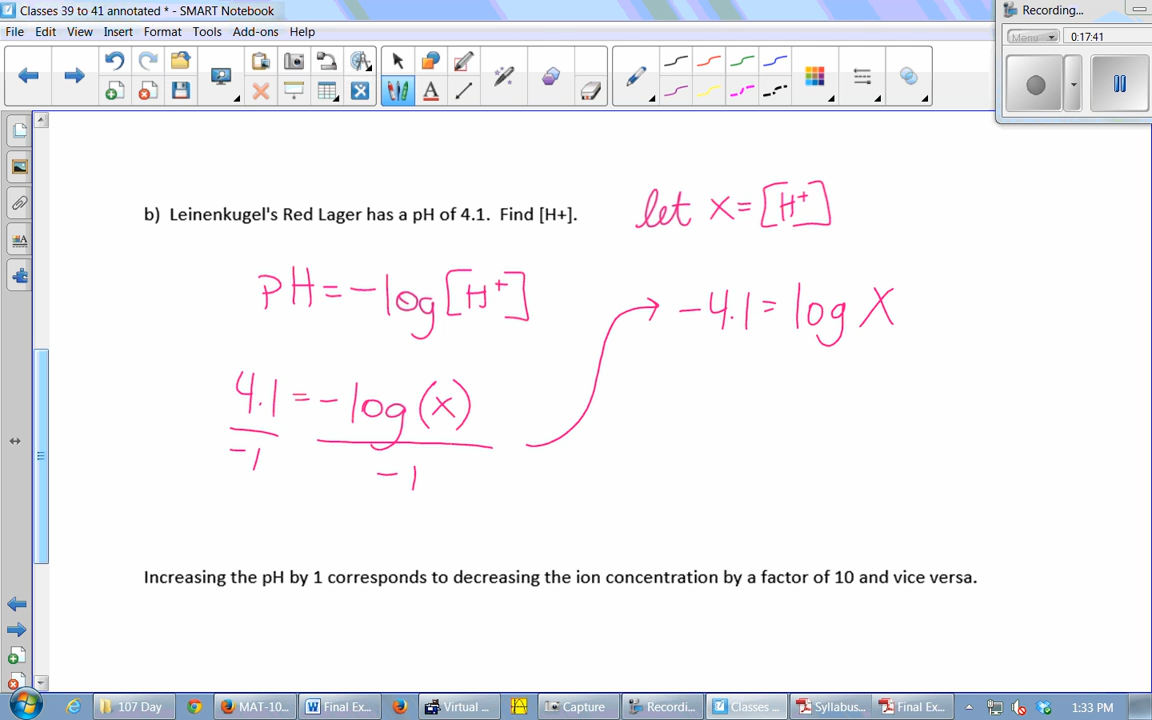 Classes 39 to 41 annotated * - SMART Notebook
Recording...
File Edit View Insert Format Tools Add-ons Help
Menu
0:17:41
let x = [H+]
b) Leinenkugel's Red Lager has a pH of 4.1. Find [H+].
pH = -log [H+]
-4.1 = log x
4.1 = -log (x)
-1 -1
Increasing the pH by 1 corresponds to decreasing the ion concentration by a factor of 10 and vice versa.
107 Day
MAT-10...
Final Ex...
Virtual ...
Capture
Recordi...
Classes ...
Syllabus...
Final Ex...
1:33 PM